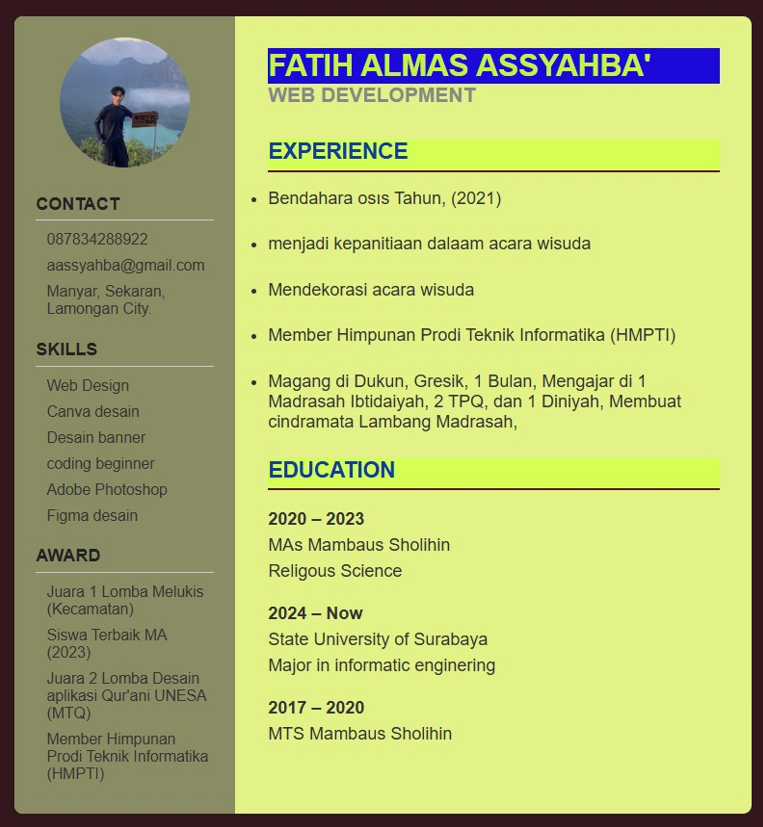 CONTACT
087834288922
aassyahba@gmail.com
Manyar, Sekaran,
Lamongan City.
SKILLS
Web Design
Canva desain
Desain banner
coding beginner
Adobe Photoshop
Figma desain
AWARD
Juara 1 Lomba Melukis
(Kecamatan)
Siswa Terbaik MA
(2023)
Juara 2 Lomba Desain
aplikasi Qur'ani UNESA
(MTQ)
Member Himpunan
Prodi Teknik Informatika
(HMPTI)
FATIH ALMAS ASSYAHBA'
WEB DEVELOPMENT
EXPERIENCE
Bendahara osıs Tahun, (2021)
menjadi kepanitiaan dalaam acara wisuda
Mendekorasi acara wisuda
Member Himpunan Prodi Teknik Informatika (HMPTI)
Magang di Dukun, Gresik, 1 Bulan, Mengajar di 1
Madrasah Ibtidaiyah, 2 TPQ, dan 1 Diniyah, Membuat
cindramata Lambang Madrasah,
EDUCATION
2020 – 2023
MAs Mambaus Sholihin
Religous Science
2024 – Now
State University of Surabaya
Major in informatic enginering
2017 – 2020
MTS Mambaus Sholihin